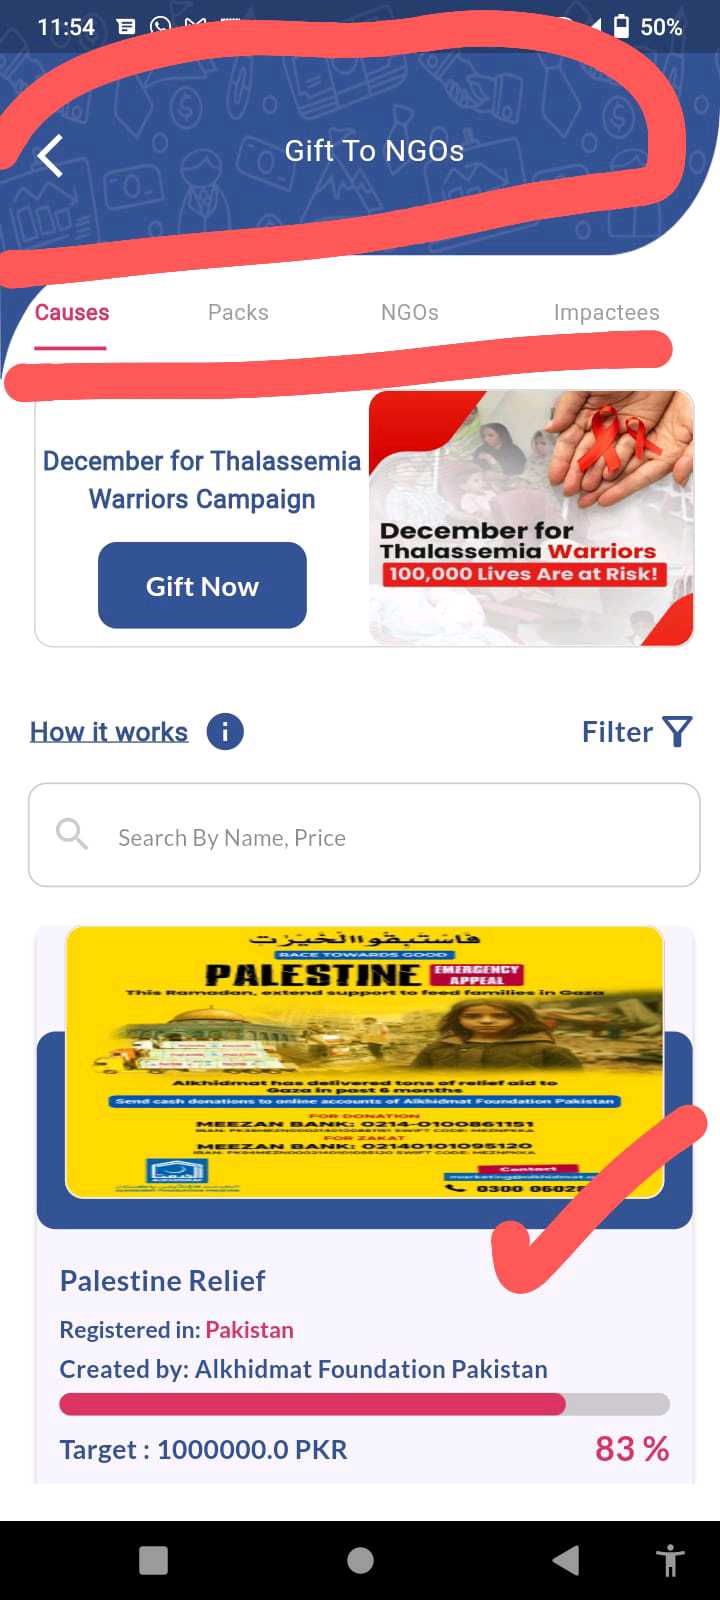 11:54
50%
Gift To NGOs
Causes Packs NGOs Impactees
December for Thalassemia
Warriors Campaign
Gift Now
December for
Thalassemia Warriors
100,000 Lives Are at Risk!
How it works i
Filter
Search By Name, Price
فاستبقوا الخيرت
RACE TOWARDS GOOD
PALESTINE EMERGENCY APPEAL
This Ramadan, extend support to feed families in Gaza
Alkhidmat has delivered tons of relief aid to
Gaza in past 6 months
Send cash donations to online accounts of Alkhidmat Foundation Pakistan
FOR DONATION
MEEZAN BANK: 0214-0100861151
FOR ZAKAT
MEEZAN BANK: 02140101095120
Contact
0300 0602
Palestine Relief
Registered in: Pakistan
Created by: Alkhidmat Foundation Pakistan
Target : 1000000.0 PKR
83 %